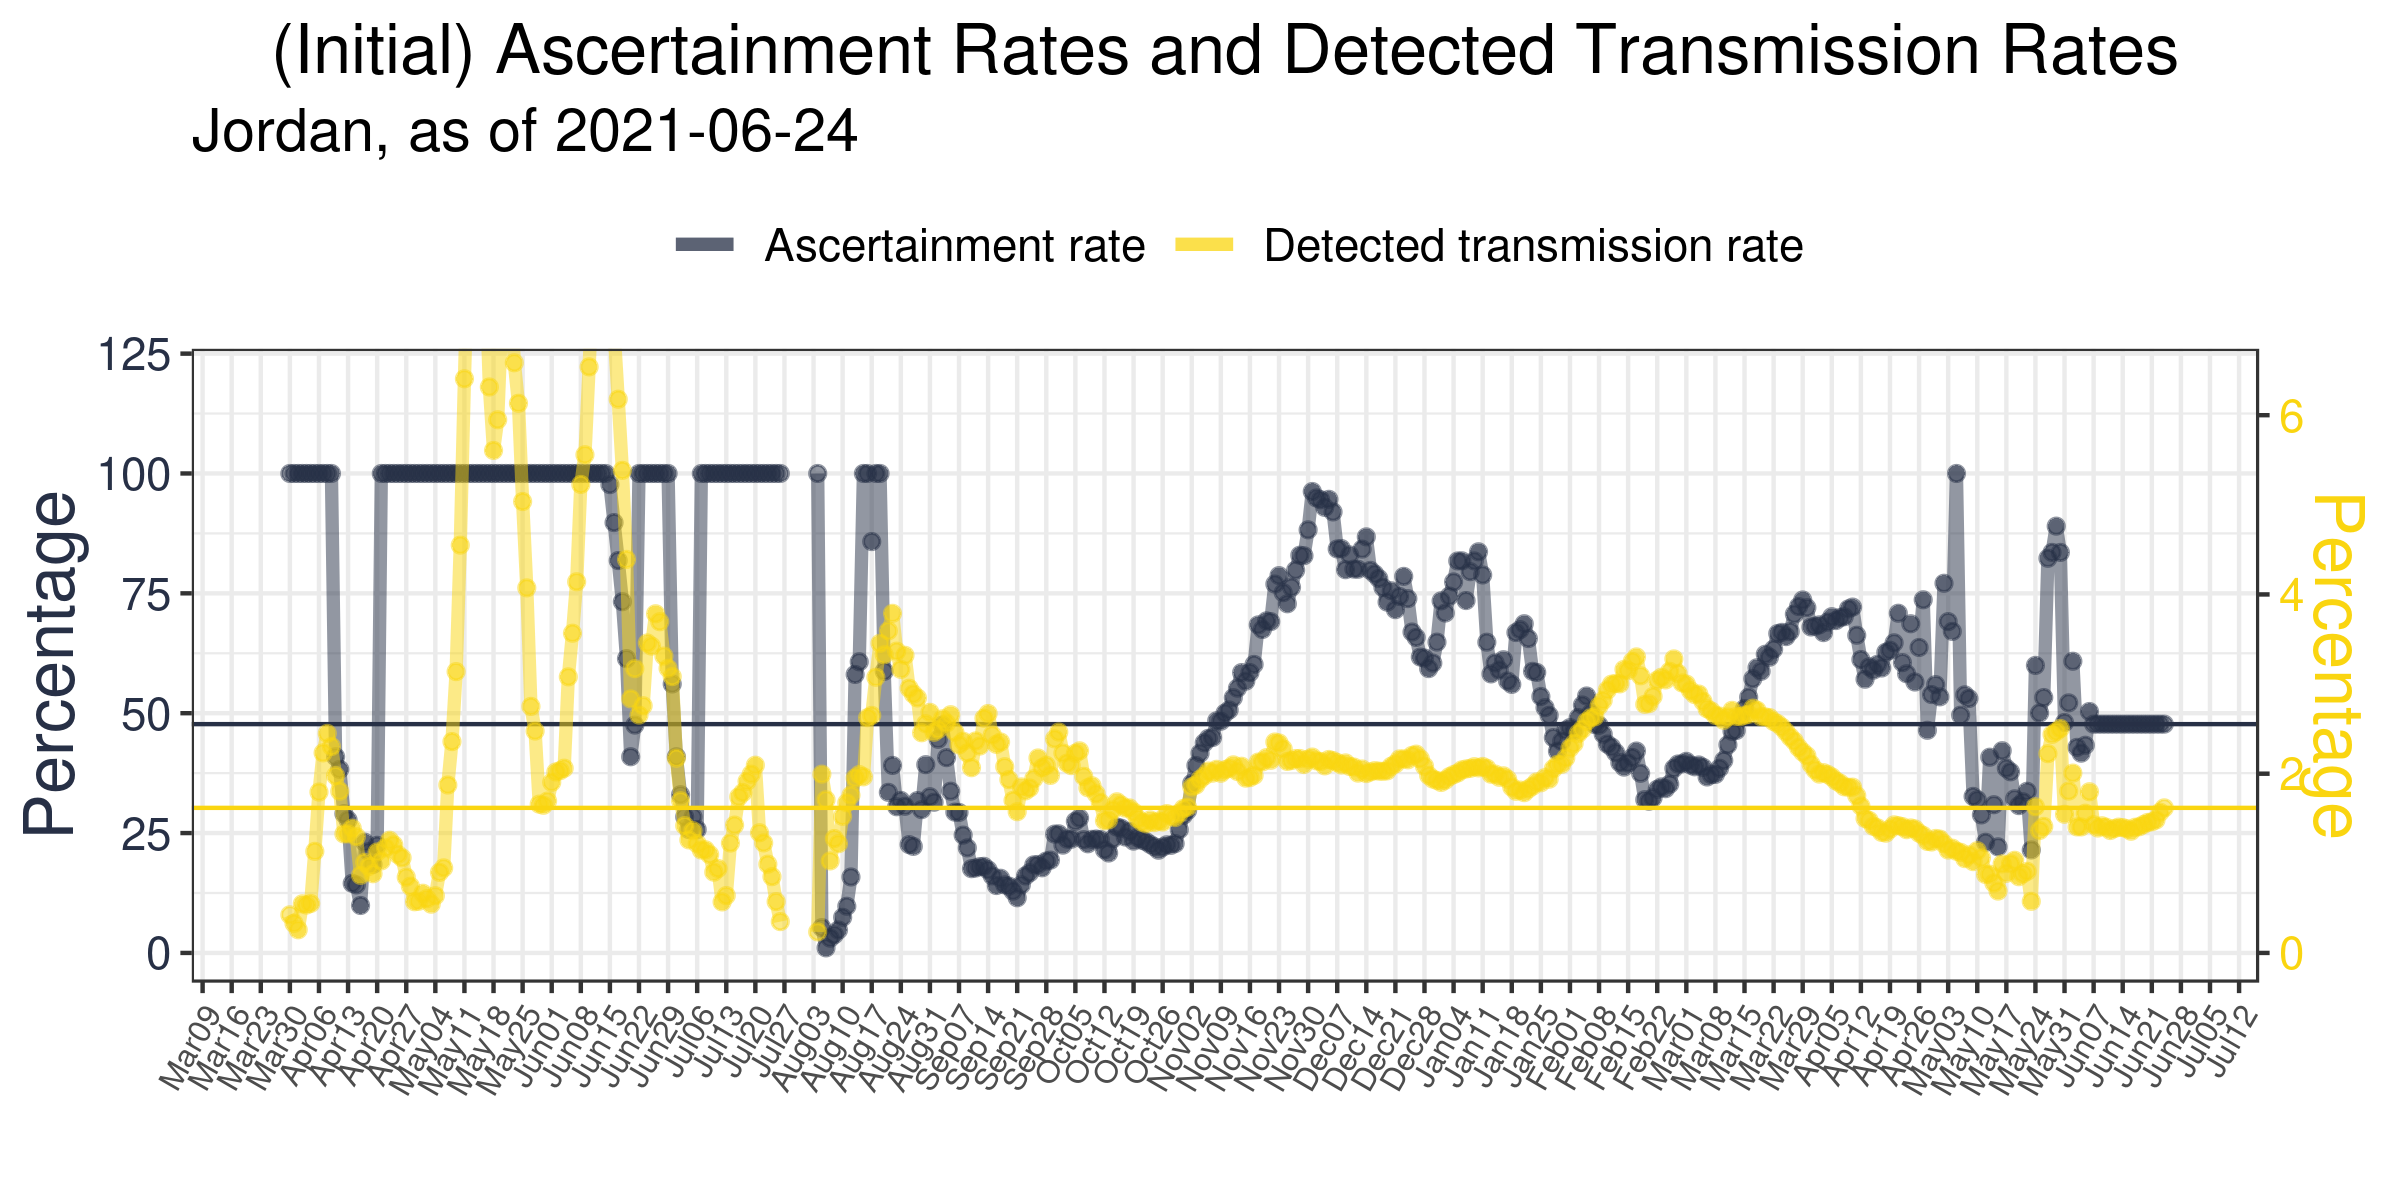 (Initial) Ascertainment Rates and Detected Transmission Rates
Jordan, as of 2021-06-24
Ascertainment rate
Detected transmission rate
Percentage
125
100
75
50
25
0
6
4
2
0
Percentage
Mar09
Mar16
Mar23
Mar30
Apr06
Apr13
Apr20
Apr27
May04
May11
May18
May25
Jun01
Jun08
Jun15
Jun22
Jun29
Jul06
Jul13
Jul20
Jul27
Aug03
Aug10
Aug17
Aug24
Aug31
Sep07
Sep14
Sep21
Sep28
Oct05
Oct12
Oct19
Oct26
Nov02
Nov09
Nov16
Nov23
Nov30
Dec07
Dec14
Dec21
Dec28
Jan04
Jan11
Jan18
Jan25
Feb01
Feb08
Feb15
Feb22
Mar01
Mar08
Mar15
Mar22
Mar29
Apr05
Apr12
Apr19
Apr26
May03
May10
May17
May24
May31
Jun07
Jun14
Jun21
Jun28
Jul05
Jul12